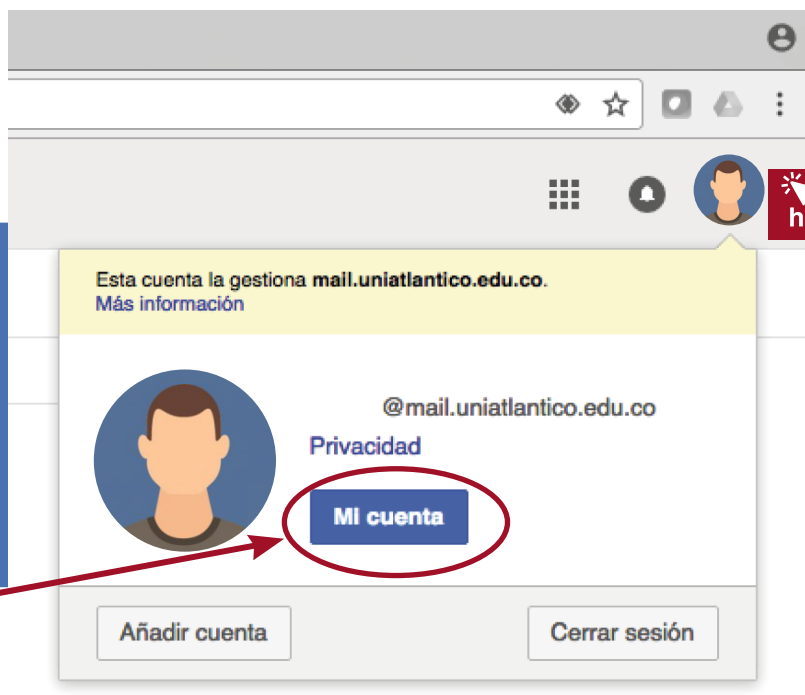 h
Esta cuenta la gestiona mail.uniatlantico.edu.co.
Más información
@mail.uniatlantico.edu.co
Privacidad
Mi cuenta
Añadir cuenta
Cerrar sesión